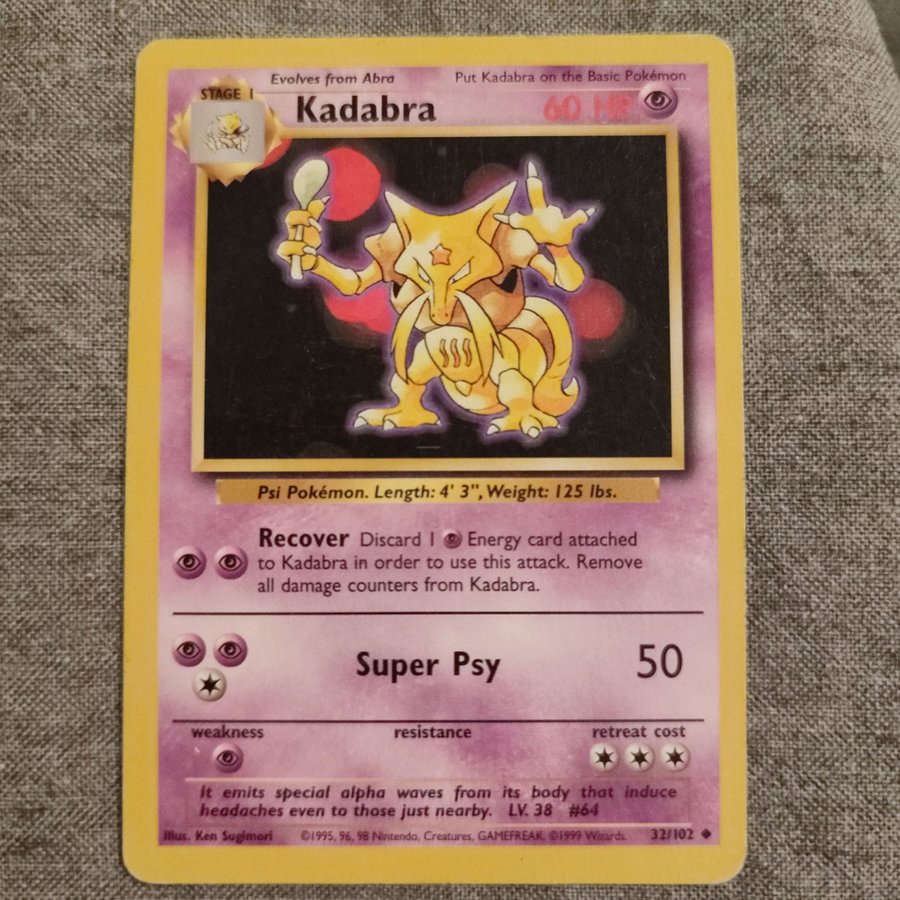 Evolves from Abra
Put Kadabra on the Basic Pokémon
STAGE 1
Kadabra
60 HP
Psi Pokémon. Length: 4' 3", Weight: 125 lbs.
Recover Discard 1 Energy card attached
to Kadabra in order to use this attack. Remove
all damage counters from Kadabra.
Super Psy 50
weakness resistance retreat cost
It emits special alpha waves from its body that induce
headaches even to those just nearby. LV. 38 #64
Illus. Ken Sugimori ©1995, 96, 98 Nintendo, Creatures, GAMEFREAK. ©1999 Wizards. 32/102